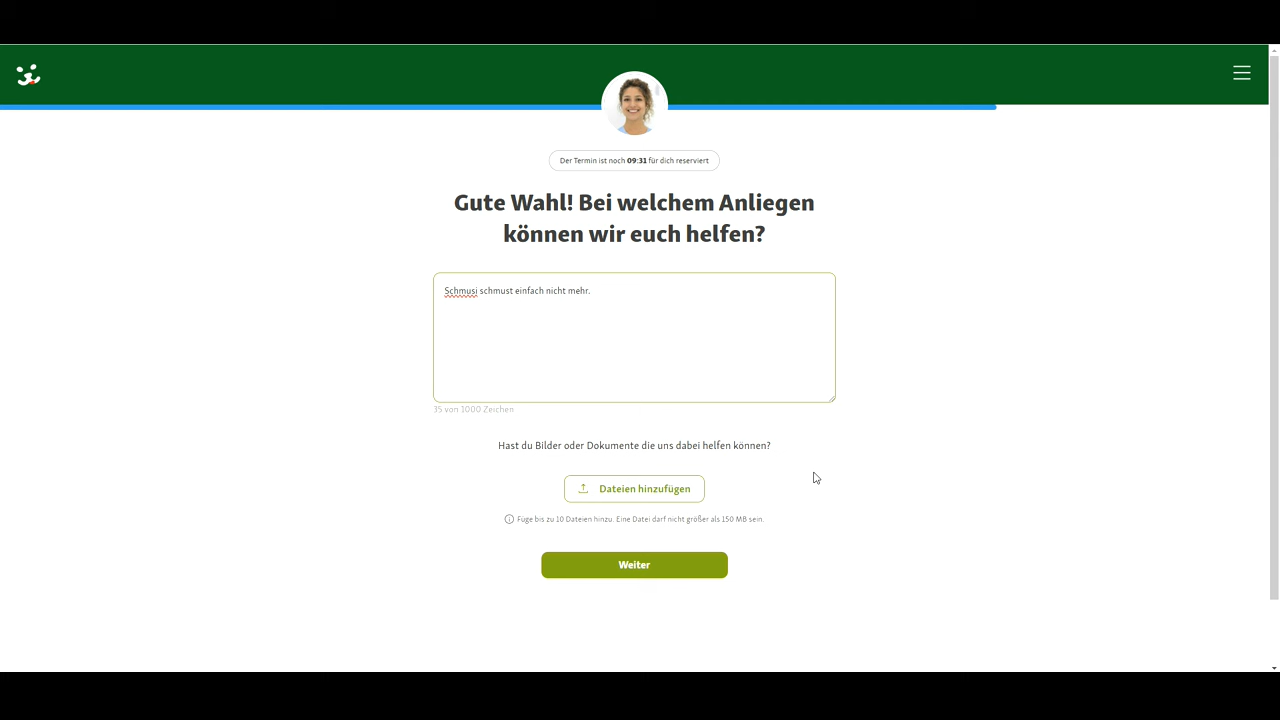 Der Termin ist noch 09:31 für dich reserviert
Gute Wahl! Bei welchem Anliegen
können wir euch helfen?
Schmusi schmust einfach nicht mehr.
35 von 1000 Zeichen
Hast du Bilder oder Dokumente die uns dabei helfen können?
Dateien hinzufügen
Füge bis zu 10 Dateien hinzu. Eine Datei darf nicht größer als 150 MB sein.
Weiter